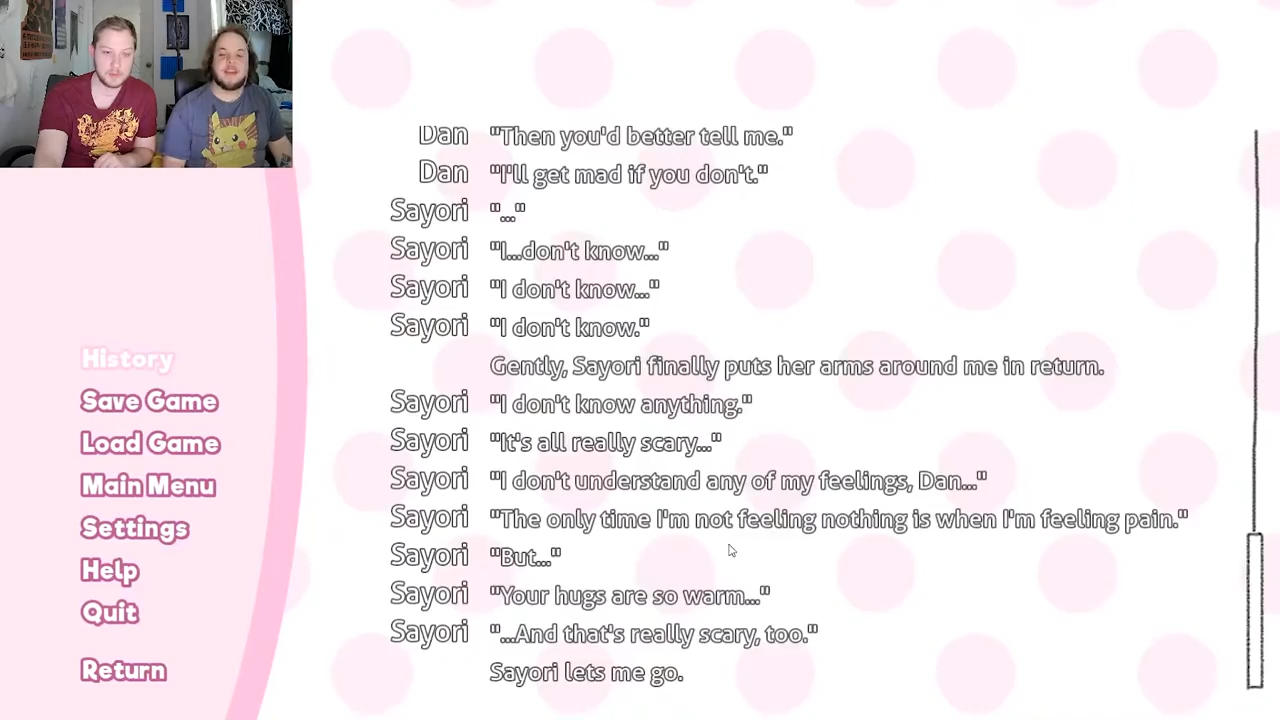 Dan "Then you'd better tell me."
Dan "I'll get mad if you don't."
Sayori "..."
Sayori "I...don't know..."
Sayori "I don't know..."
Sayori "I don't know."
Gently, Sayori finally puts her arms around me in return.
Sayori "I don't know anything."
Sayori "It's all really scary..."
Sayori "I don't understand any of my feelings, Dan..."
Sayori "The only time I'm not feeling nothing is when I'm feeling pain."
Sayori "But..."
Sayori "Your hugs are so warm..."
Sayori "...And that's really scary, too."
Sayori lets me go.
History
Save Game
Load Game
Main Menu
Settings
Help
Quit
Return